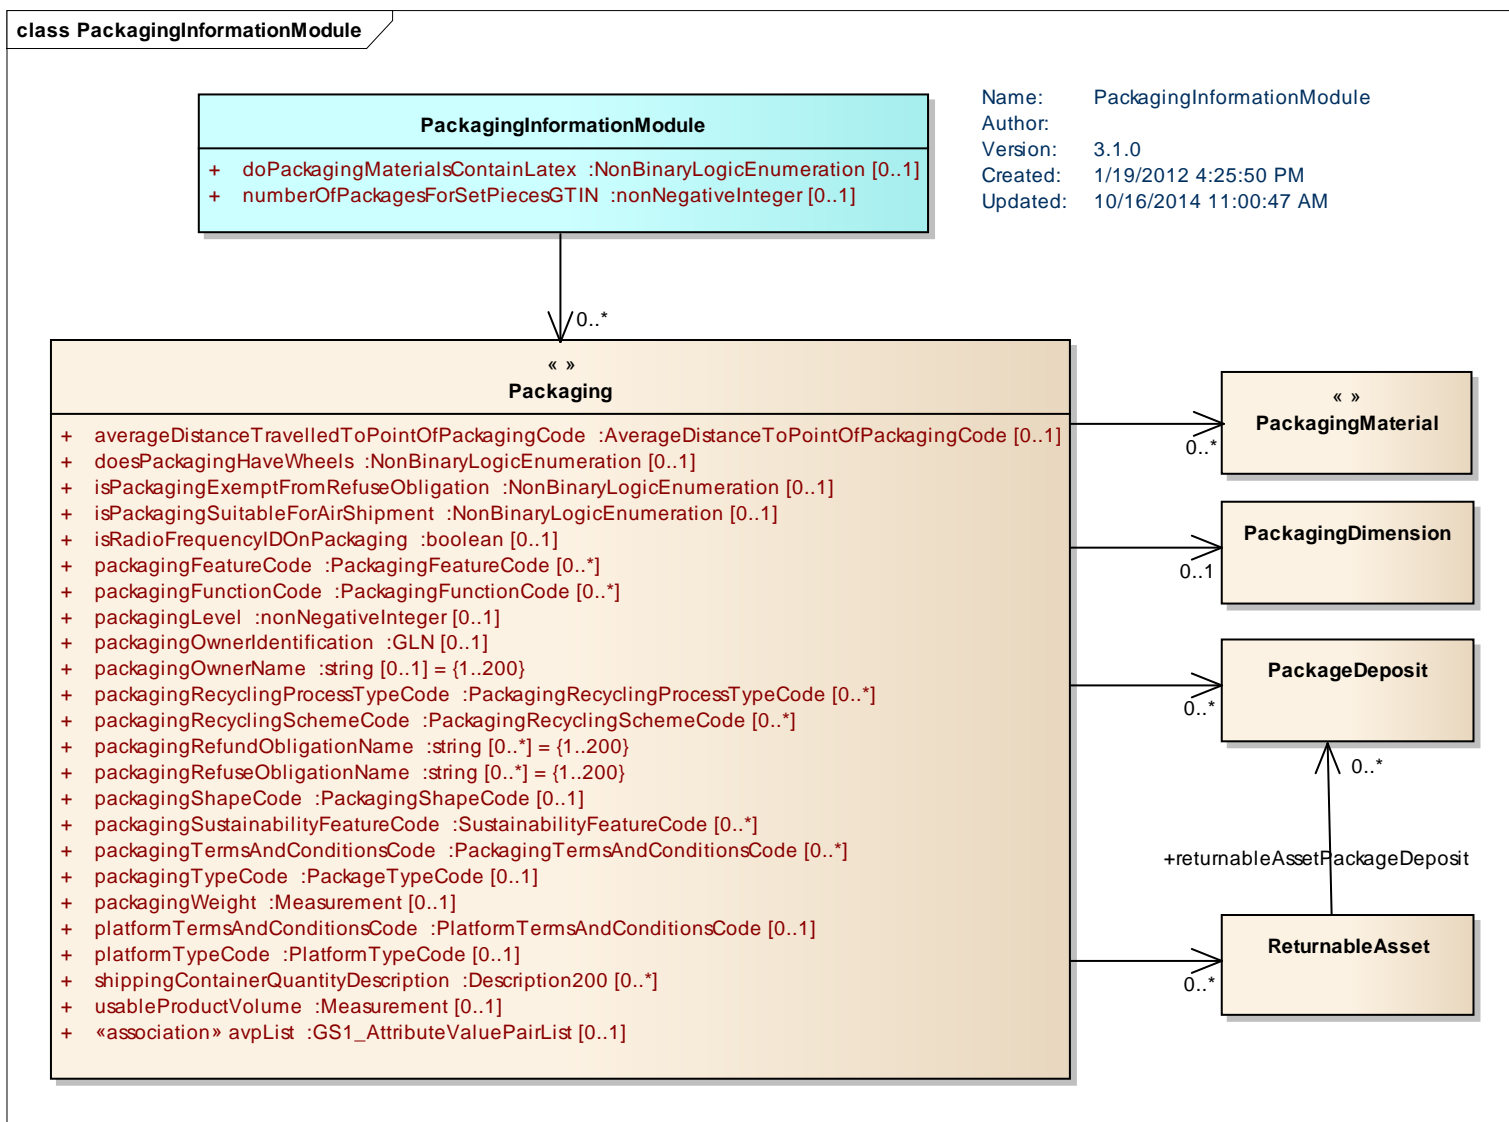 class PackagingInformationModule
PackagingInformationModule
+ doPackagingMaterialsContainLatex :NonBinaryLogicEnumeration [0..1]
+ numberOfPackagesForSetPiecesGTIN :nonNegativeInteger [0..1]
Name: PackagingInformationModule
Author:
Version: 3.1.0
Created: 1/19/2012 4:25:50 PM
Updated: 10/16/2014 11:00:47 AM
0..*
« »
Packaging
+ averageDistanceTravelledToPointOfPackagingCode :AverageDistanceToPointOfPackagingCode [0..1]
+ doesPackagingHaveWheels :NonBinaryLogicEnumeration [0..1]
+ isPackagingExemptFromRefuseObligation :NonBinaryLogicEnumeration [0..1]
+ isPackagingSuitableForAirShipment :NonBinaryLogicEnumeration [0..1]
+ isRadioFrequencyIDOnPackaging :boolean [0..1]
+ packagingFeatureCode :PackagingFeatureCode [0..*]
+ packagingFunctionCode :PackagingFunctionCode [0..*]
+ packagingLevel :nonNegativeInteger [0..1]
+ packagingOwnerIdentification :GLN [0..1]
+ packagingOwnerName :string [0..1] = {1..200}
+ packagingRecyclingProcessTypeCode :PackagingRecyclingProcessTypeCode [0..*]
+ packagingRecyclingSchemeCode :PackagingRecyclingSchemeCode [0..*]
+ packagingRefundObligationName :string [0..*] = {1..200}
+ packagingRefuseObligationName :string [0..*] = {1..200}
+ packagingShapeCode :PackagingShapeCode [0..1]
+ packagingSustainabilityFeatureCode :SustainabilityFeatureCode [0..*]
+ packagingTermsAndConditionsCode :PackagingTermsAndConditionsCode [0..*]
+ packagingTypeCode :PackageTypeCode [0..1]
+ packagingWeight :Measurement [0..1]
+ platformTermsAndConditionsCode :PlatformTermsAndConditionsCode [0..1]
+ platformTypeCode :PlatformTypeCode [0..1]
+ shippingContainerQuantityDescription :Description200 [0..*]
+ usableProductVolume :Measurement [0..1]
+ «association» avpList :GS1_AttributeValuePairList [0..1]
« »
PackagingMaterial
0..*
PackagingDimension
0..1
PackageDeposit
0..*
0..*
+returnableAssetPackageDeposit
ReturnableAsset
0..*